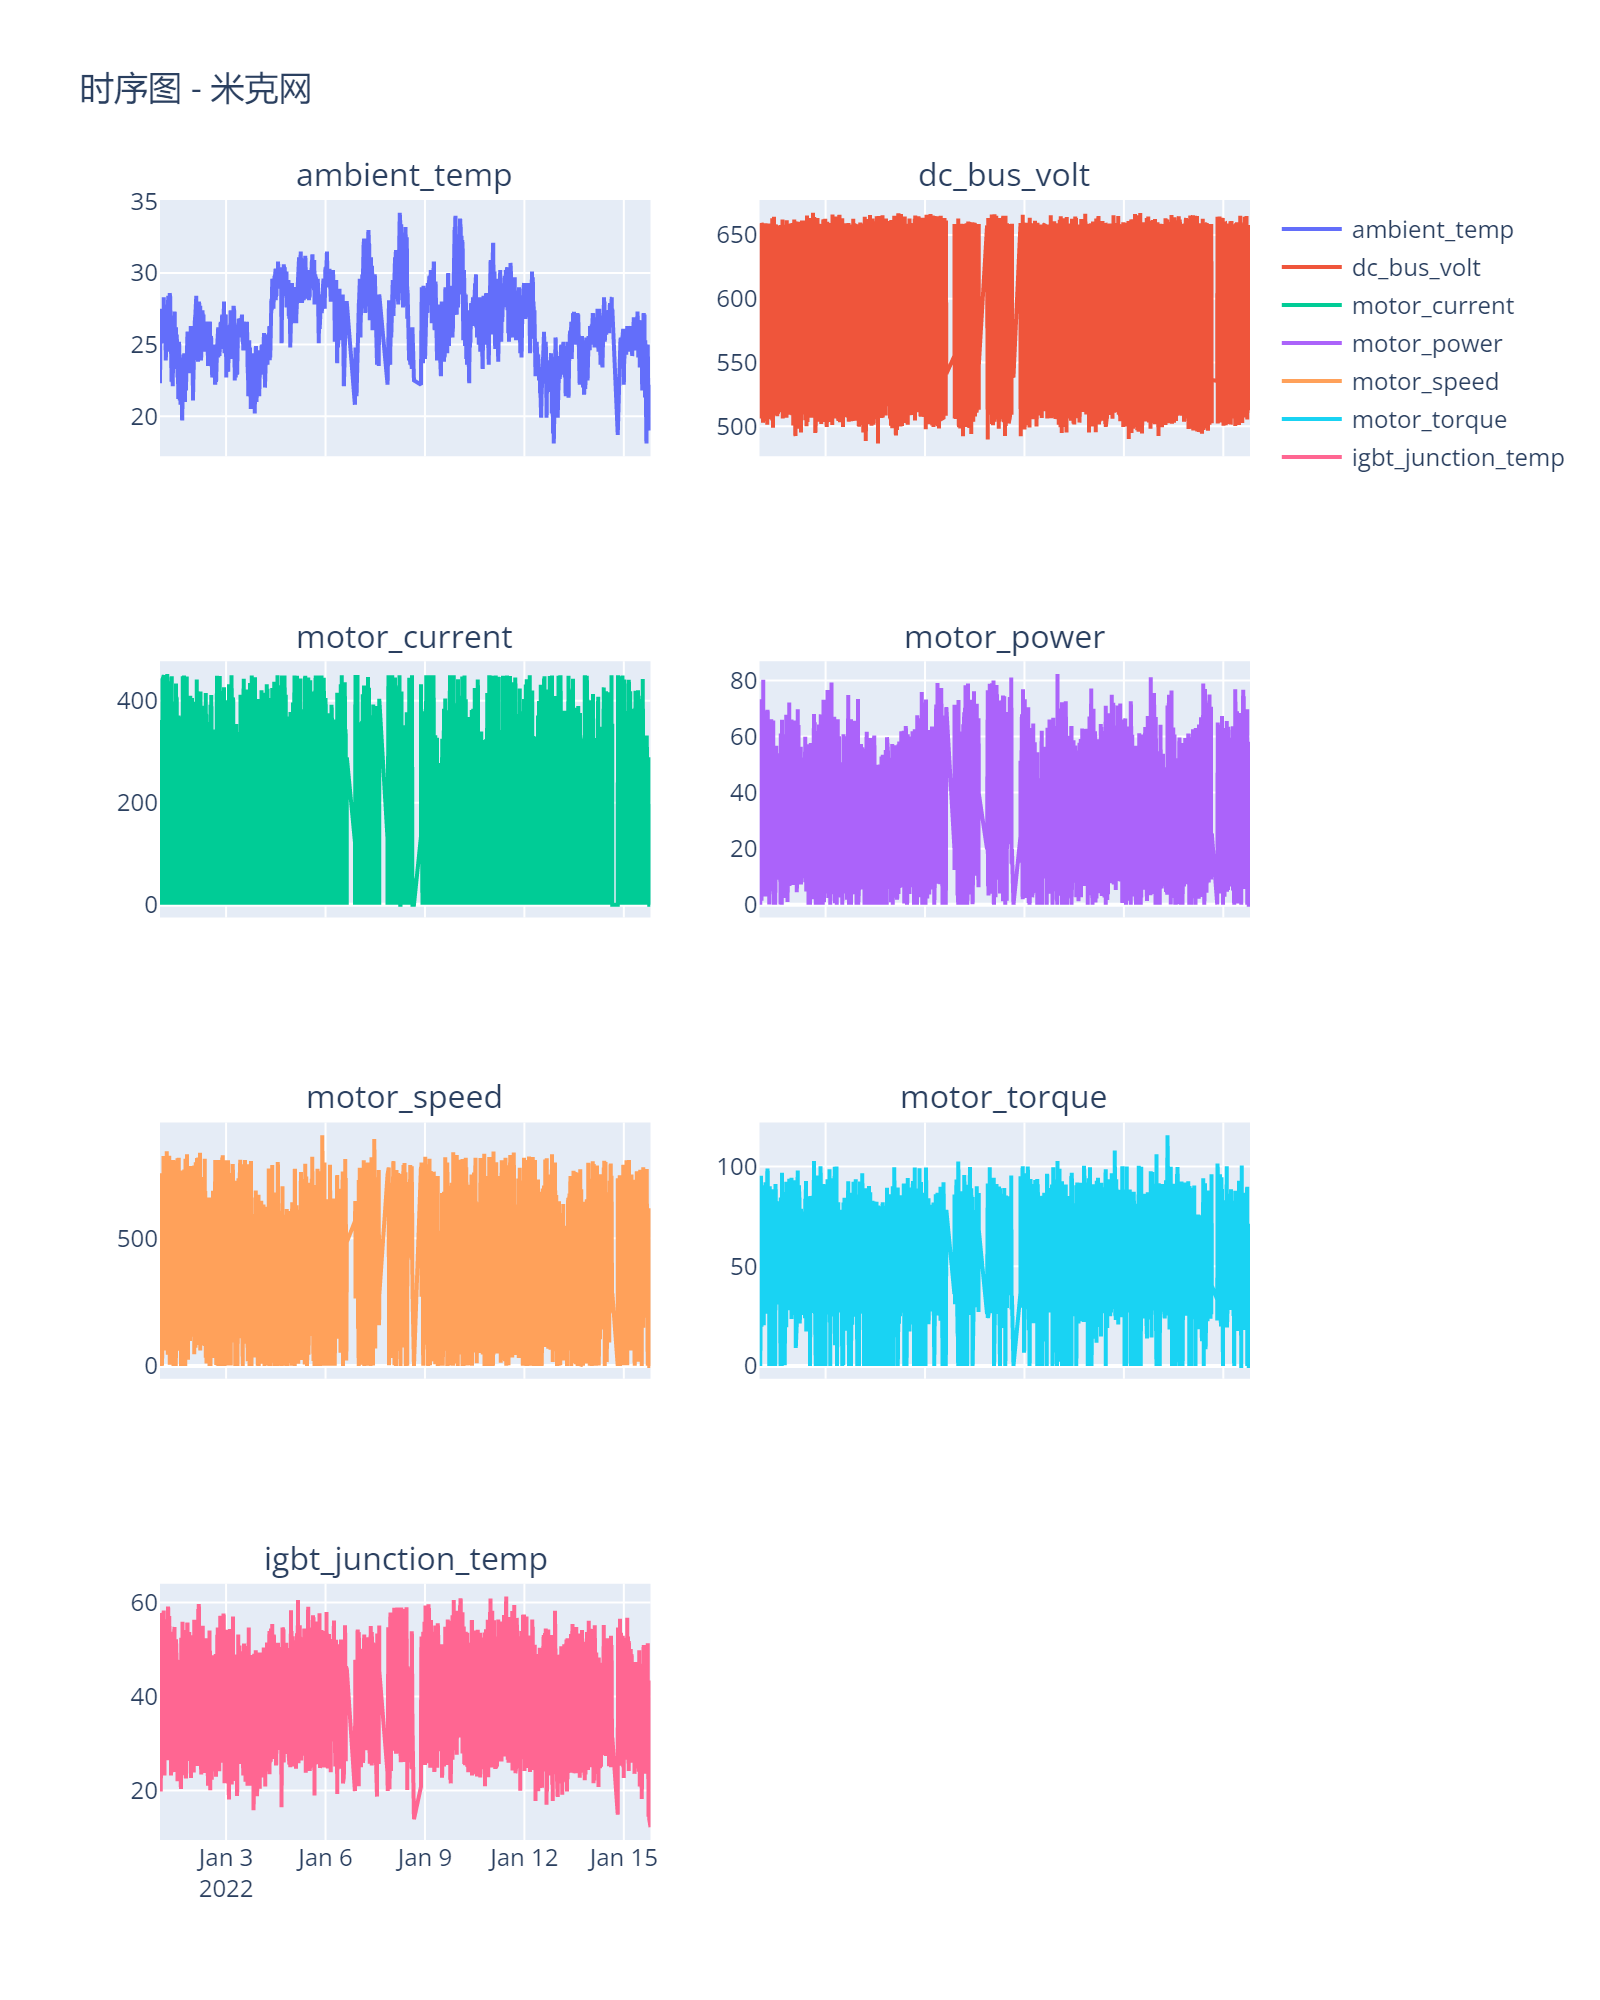 时序图 - 米克网
ambient_temp
35
30
25
20
dc_bus_volt
650
600
550
500
ambient_temp
dc_bus_volt
motor_current
motor_power
motor_speed
motor_torque
igbt_junction_temp
motor_current
400
200
0
motor_power
80
60
40
20
0
motor_speed
500
0
motor_torque
100
50
0
igbt_junction_temp
60
40
20
Jan 3 Jan 6 Jan 9 Jan 12 Jan 15
2022